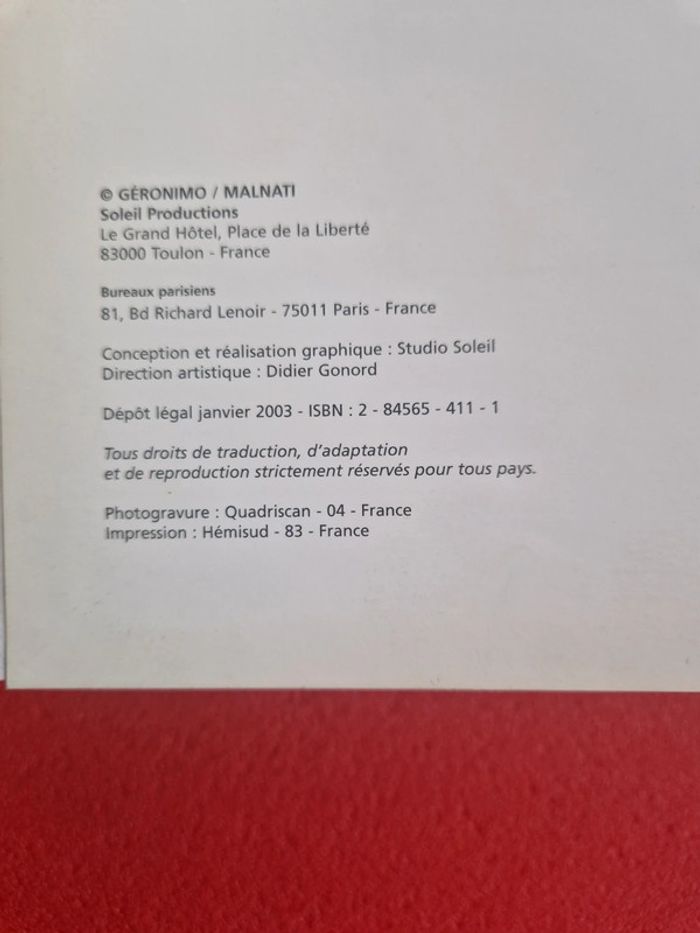 © GÉRONIMO / MALNATI
Soleil Productions
Le Grand Hôtel, Place de la Liberté
83000 Toulon - France
Bureaux parisiens
81, Bd Richard Lenoir - 75011 Paris - France
Conception et réalisation graphique : Studio Soleil
Direction artistique : Didier Gonord
Dépôt légal janvier 2003 - ISBN : 2 - 84565 - 411 - 1
Tous droits de traduction, d'adaptation
et de reproduction strictement réservés pour tous pays.
Photogravure : Quadriscan - 04 - France
Impression : Hémisud - 83 - France